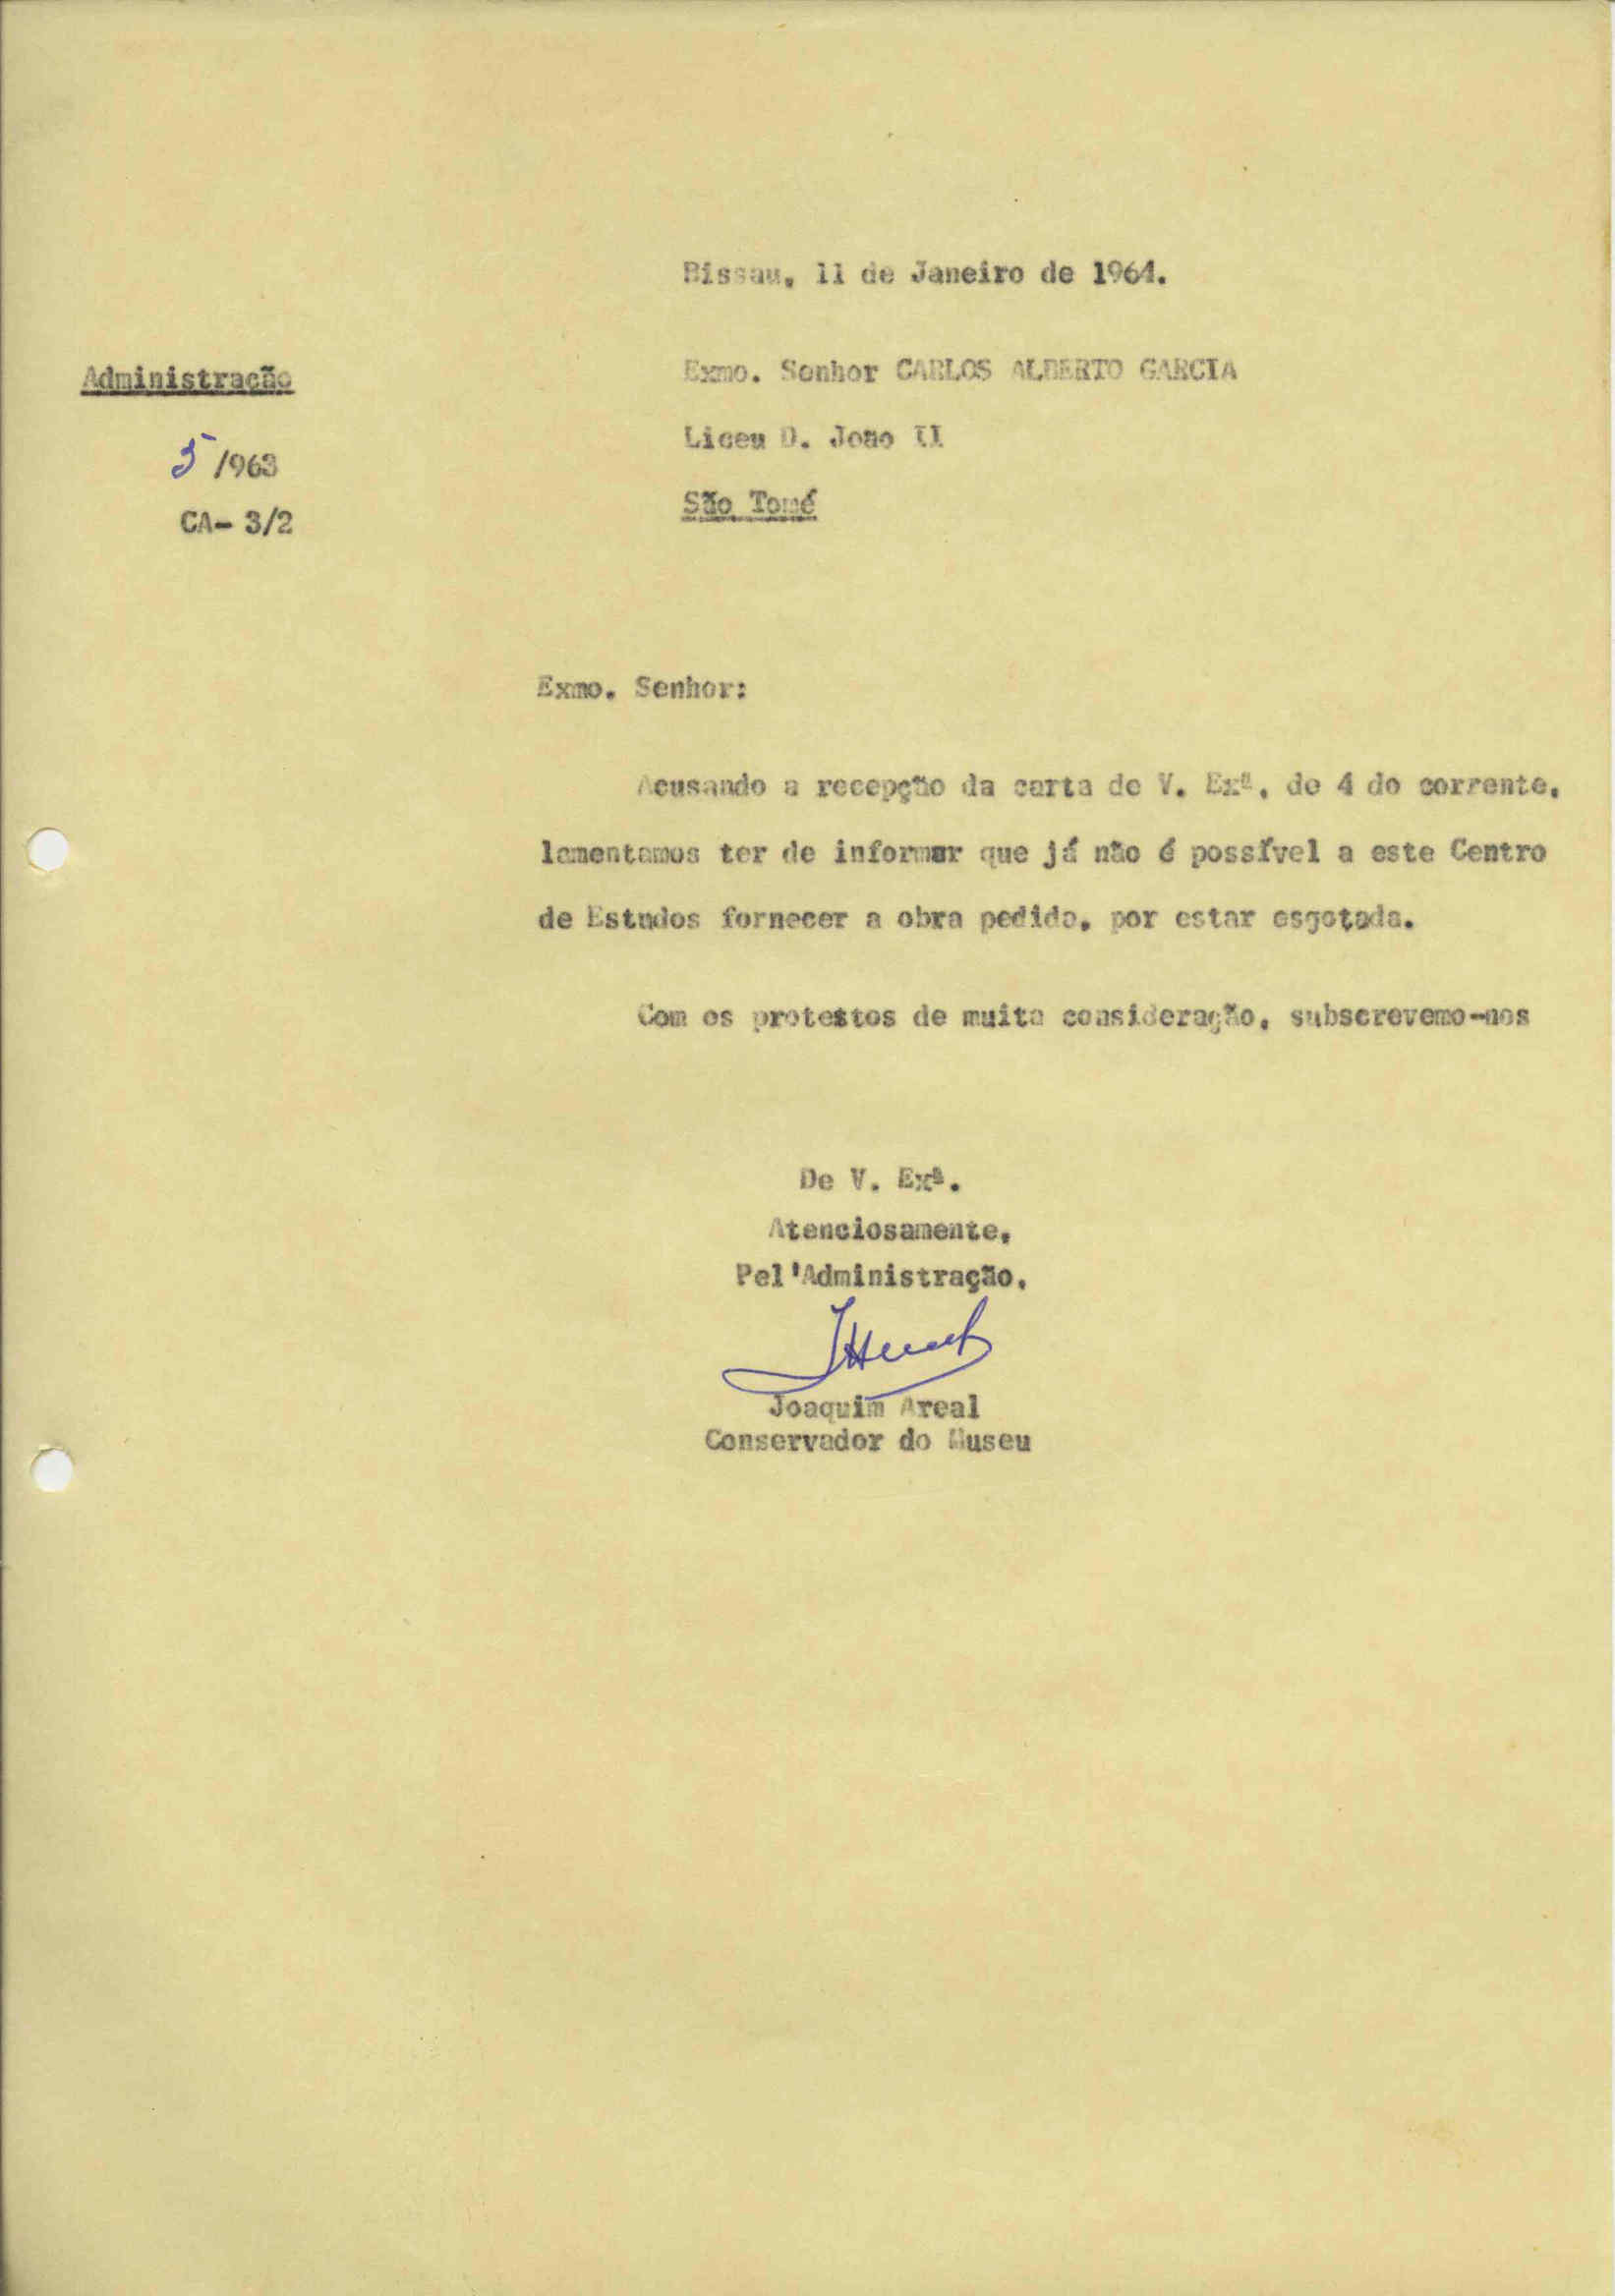 Bissau, 11 de Janeiro de 1964.
Administração
Exmo. Senhor CARLOS ALBERTO GARCIA
Liceu D. João II
5/963
São Tomé
CA- 3/2
Exmo. Senhor:
Acusando a recepção da carta de V. Exª. de 4 do corrente,
lamentamos ter de informar que já não é possível a este Centro
de Estudos fornecer a obra pedida, por estar esgotada.
Com os protestos de muita consideração, subscrevemo-nos
De V. Exª.
Atenciosamente,
Pel'Administração,
Joaquim Areal
Conservador do Museu